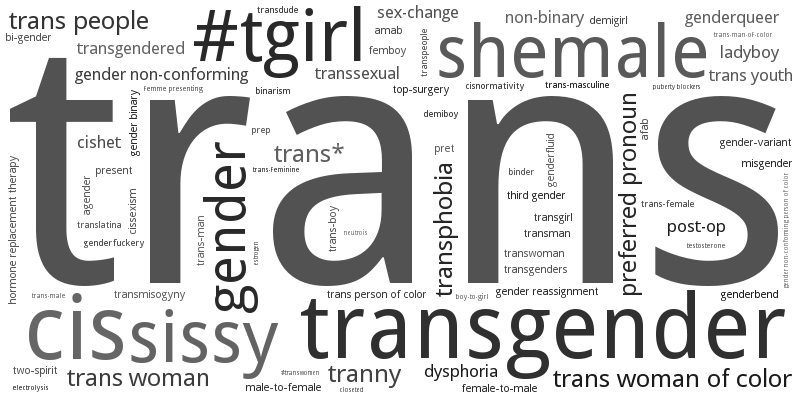 trans people
#tgirl
transdude
sex-change
non-binary
demigirl
genderqueer
bi-gender
transgendered
amab
femboy
transpeople
shemale
trans-man-of-color
ladyboy
gender non-conforming
transsexual
trans youth
Femme presenting
binarism
top-surgery
cisnormativity
trans-masculine
puberty blockers
trans
gender binary
cishet
prep
trans*
demiboy
pret
genderfluid
preferred pronoun
afab
gender-variant
misgender
hormone replacement therapy
present
agender
cissexism
gender
trans-Feminine
transphobia
binder
third gender
trans-female
gender non-conforming person of color
translatina
genderfuckery
trans-man
estrogen
trans-boy
neutrois
transgirl
transman
post-op
testosterone
transwoman
transgenders
trans-male
transmisogyny
trans person of color
boy-to-girl
gender reassignment
genderbend
cis
sissy
transgender
two-spirit
electrolysis
trans woman
#transwomen
male-to-female
tranny
closeted
dysphoria
female-to-male
trans woman of color